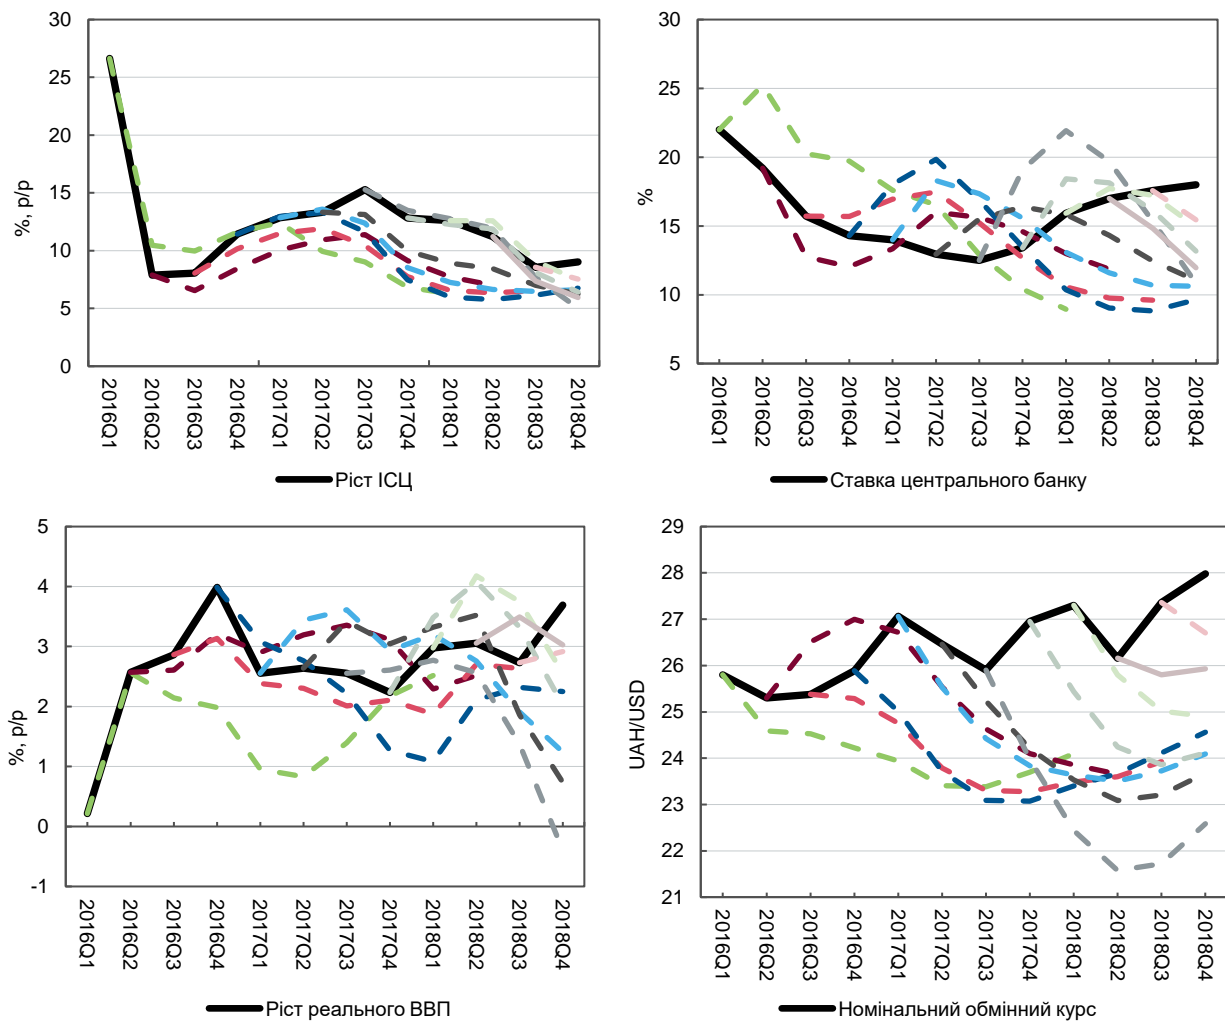 30
25
20
15
10
5
0
%, р/р
2016Q1
2016Q2
2016Q3
2016Q4
2017Q1
2017Q2
2017Q3
2017Q4
2018Q1
2018Q2
2018Q3
2018Q4
Ріст ІСЦ
30
25
20
15
10
5
%
2016Q1
2016Q2
2016Q3
2016Q4
2017Q1
2017Q2
2017Q3
2017Q4
2018Q1
2018Q2
2018Q3
2018Q4
Ставка центрального банку
5
4
3
2
1
0
-1
%, р/р
2016Q1
2016Q2
2016Q3
2016Q4
2017Q1
2017Q2
2017Q3
2017Q4
2018Q1
2018Q2
2018Q3
2018Q4
Ріст реального ВВП
29
28
27
26
25
24
23
22
21
UAH/USD
2016Q1
2016Q2
2016Q3
2016Q4
2017Q1
2017Q2
2017Q3
2017Q4
2018Q1
2018Q2
2018Q3
2018Q4
Номінальний обмінний курс